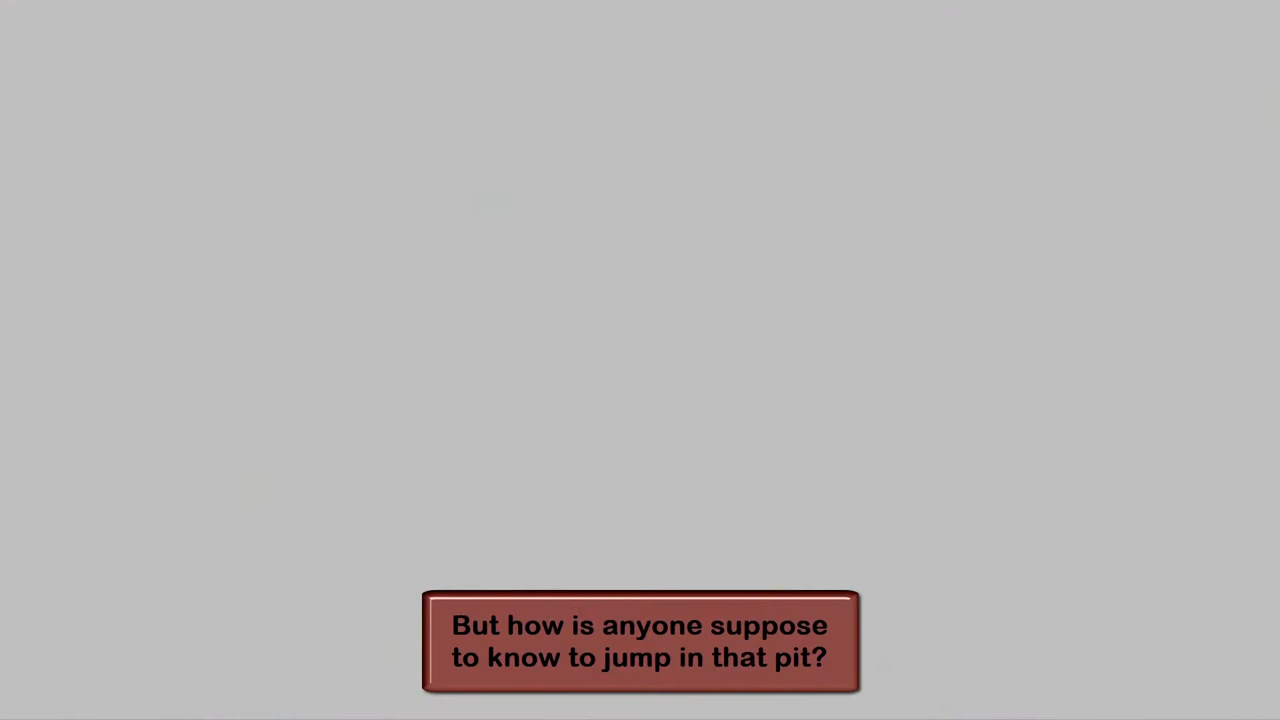 But how is anyone suppose
to know to jump in that pit?